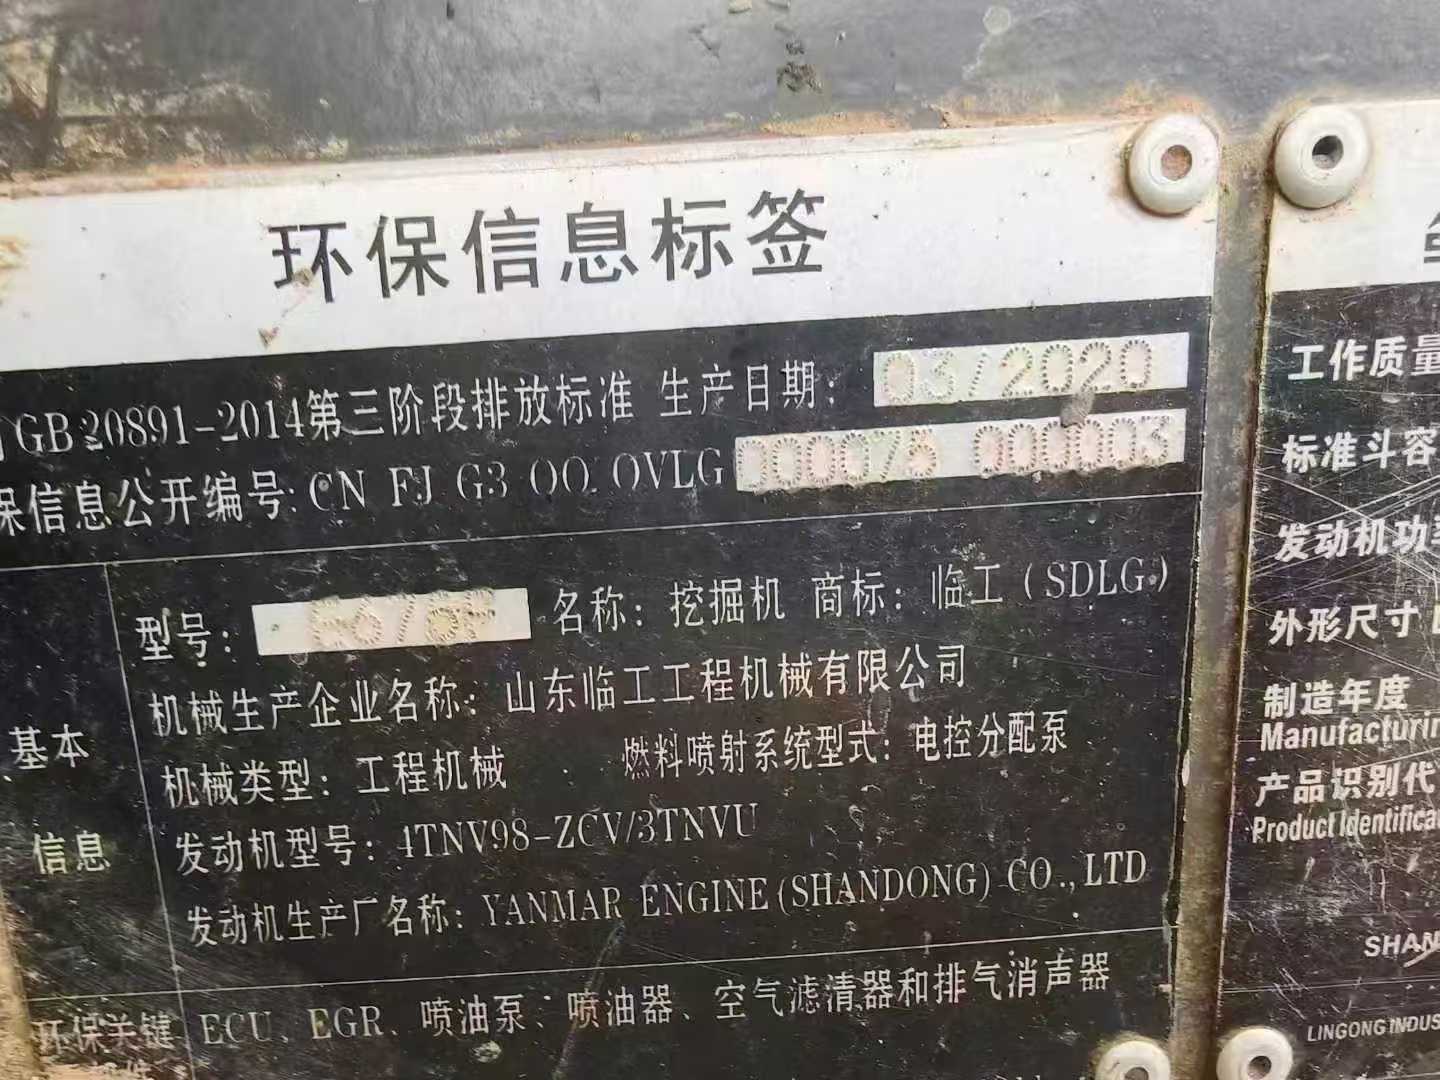 环保信息标签
GB 20891-2014第三阶段排放标准 生产日期: 03/2020
保信息公开编号: CN FJ G3 00 0VLG 000078 000003
基本
信息
型号: 名称: 挖掘机 商标: 临工(SDLG)
机械生产企业名称: 山东临工工程机械有限公司
机械类型: 工程机械 燃料喷射系统型式: 电控分配泵
发动机型号: 4TNV98-ZCV/3TNVU
发动机生产厂名称: YANMAR ENGINE(SHANDONG) CO.,LTD
环保关键
ECU、EGR、喷油泵、喷油器、空气滤清器和排气消声器
工作质量
标准斗容
发动机功率
外形尺寸
制造年度
Manufacturin
产品识别代
Product Identifica
SHAN
LINGONG INDUS